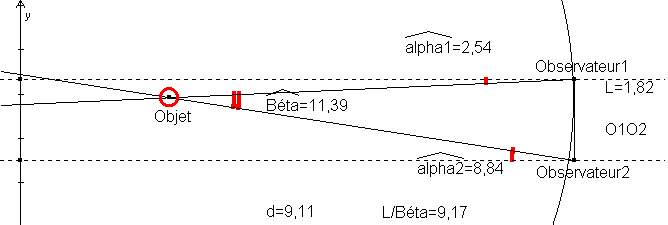 y
alpha1=2,54
Observateur1
L=1,82
Béta=11,39
Objet
O1O2
alpha2=8,84
Observateur2
d=9,11
L/Béta=9,17